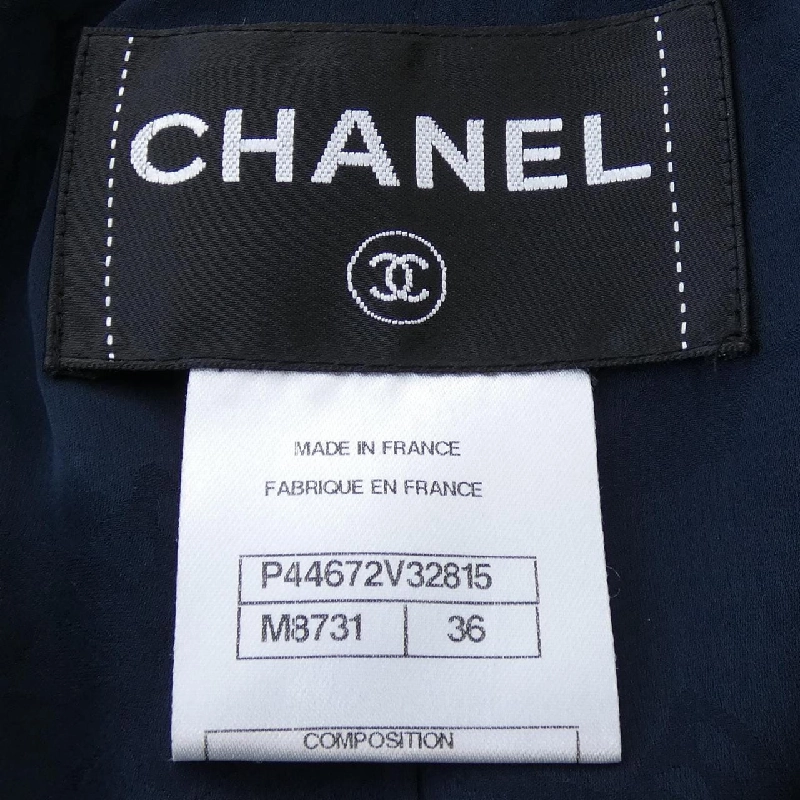 CHANEL
MADE IN FRANCE
FABRIQUE EN FRANCE
P44672V32815
M8731 36
COMPOSITION